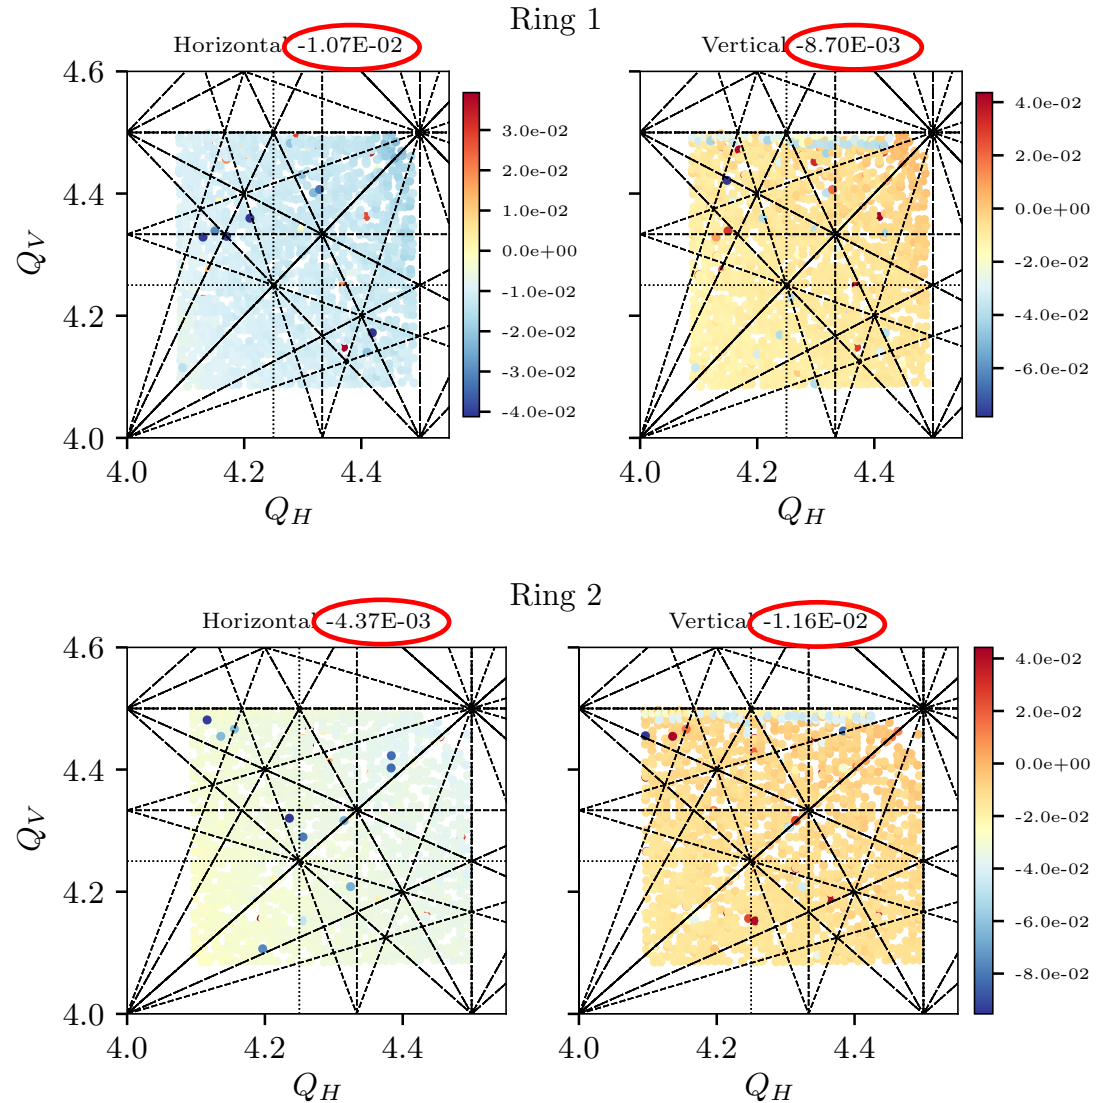 Ring 1
Horizontal -1.07E-02
Vertical -8.70E-03
4.6
4.4
4.2
4.0
Q_V
4.0 4.2 4.4
Q_H
3.0e-02
2.0e-02
1.0e-02
0.0e+00
-1.0e-02
-2.0e-02
-3.0e-02
-4.0e-02
4.0 4.2 4.4
Q_H
4.0e-02
2.0e-02
0.0e+00
-2.0e-02
-4.0e-02
-6.0e-02
Ring 2
Horizontal -4.37E-03
Vertical -1.16E-02
4.6
4.4
4.2
4.0
Q_V
4.0 4.2 4.4
Q_H
4.0 4.2 4.4
Q_H
4.0e-02
2.0e-02
0.0e+00
-2.0e-02
-4.0e-02
-6.0e-02
-8.0e-02